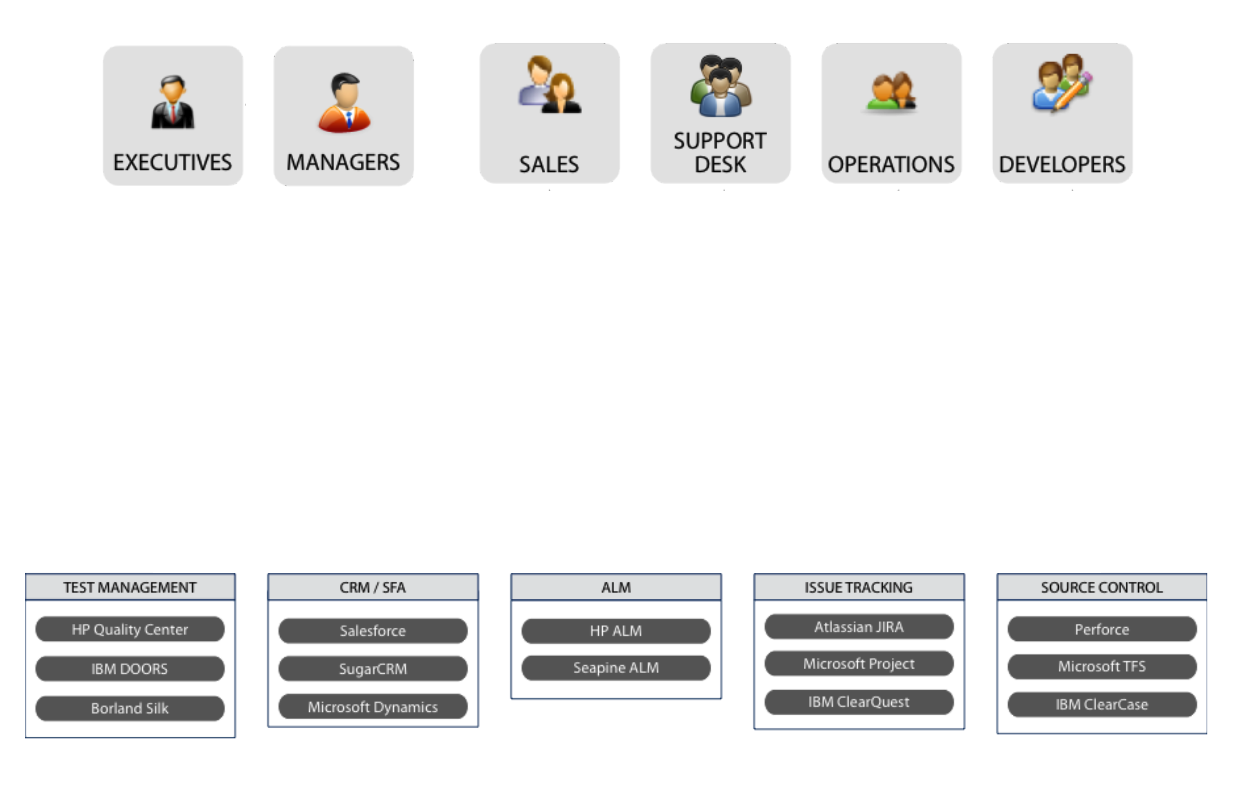 EXECUTIVES
MANAGERS
SALES
SUPPORT
DESK
OPERATIONS
DEVELOPERS
TEST MANAGEMENT
HP Quality Center
IBM DOORS
Borland Silk
CRM / SFA
Salesforce
SugarCRM
Microsoft Dynamics
ALM
HP ALM
Seapine ALM
ISSUE TRACKING
Atlassian JIRA
Microsoft Project
IBM ClearQuest
SOURCE CONTROL
Perforce
Microsoft TFS
IBM ClearCase